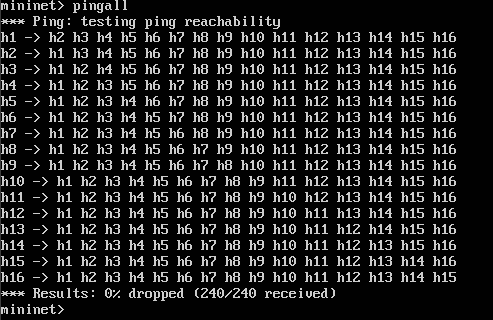 mininet> pingall
*** Ping: testing ping reachability
h1 -> h2 h3 h4 h5 h6 h7 h8 h9 h10 h11 h12 h13 h14 h15 h16
h2 -> h1 h3 h4 h5 h6 h7 h8 h9 h10 h11 h12 h13 h14 h15 h16
h3 -> h1 h2 h4 h5 h6 h7 h8 h9 h10 h11 h12 h13 h14 h15 h16
h4 -> h1 h2 h3 h5 h6 h7 h8 h9 h10 h11 h12 h13 h14 h15 h16
h5 -> h1 h2 h3 h4 h6 h7 h8 h9 h10 h11 h12 h13 h14 h15 h16
h6 -> h1 h2 h3 h4 h5 h7 h8 h9 h10 h11 h12 h13 h14 h15 h16
h7 -> h1 h2 h3 h4 h5 h6 h8 h9 h10 h11 h12 h13 h14 h15 h16
h8 -> h1 h2 h3 h4 h5 h6 h7 h9 h10 h11 h12 h13 h14 h15 h16
h9 -> h1 h2 h3 h4 h5 h6 h7 h8 h10 h11 h12 h13 h14 h15 h16
h10 -> h1 h2 h3 h4 h5 h6 h7 h8 h9 h11 h12 h13 h14 h15 h16
h11 -> h1 h2 h3 h4 h5 h6 h7 h8 h9 h10 h12 h13 h14 h15 h16
h12 -> h1 h2 h3 h4 h5 h6 h7 h8 h9 h10 h11 h13 h14 h15 h16
h13 -> h1 h2 h3 h4 h5 h6 h7 h8 h9 h10 h11 h12 h14 h15 h16
h14 -> h1 h2 h3 h4 h5 h6 h7 h8 h9 h10 h11 h12 h13 h15 h16
h15 -> h1 h2 h3 h4 h5 h6 h7 h8 h9 h10 h11 h12 h13 h14 h16
h16 -> h1 h2 h3 h4 h5 h6 h7 h8 h9 h10 h11 h12 h13 h14 h15
*** Results: 0% dropped (240/240 received)
mininet>